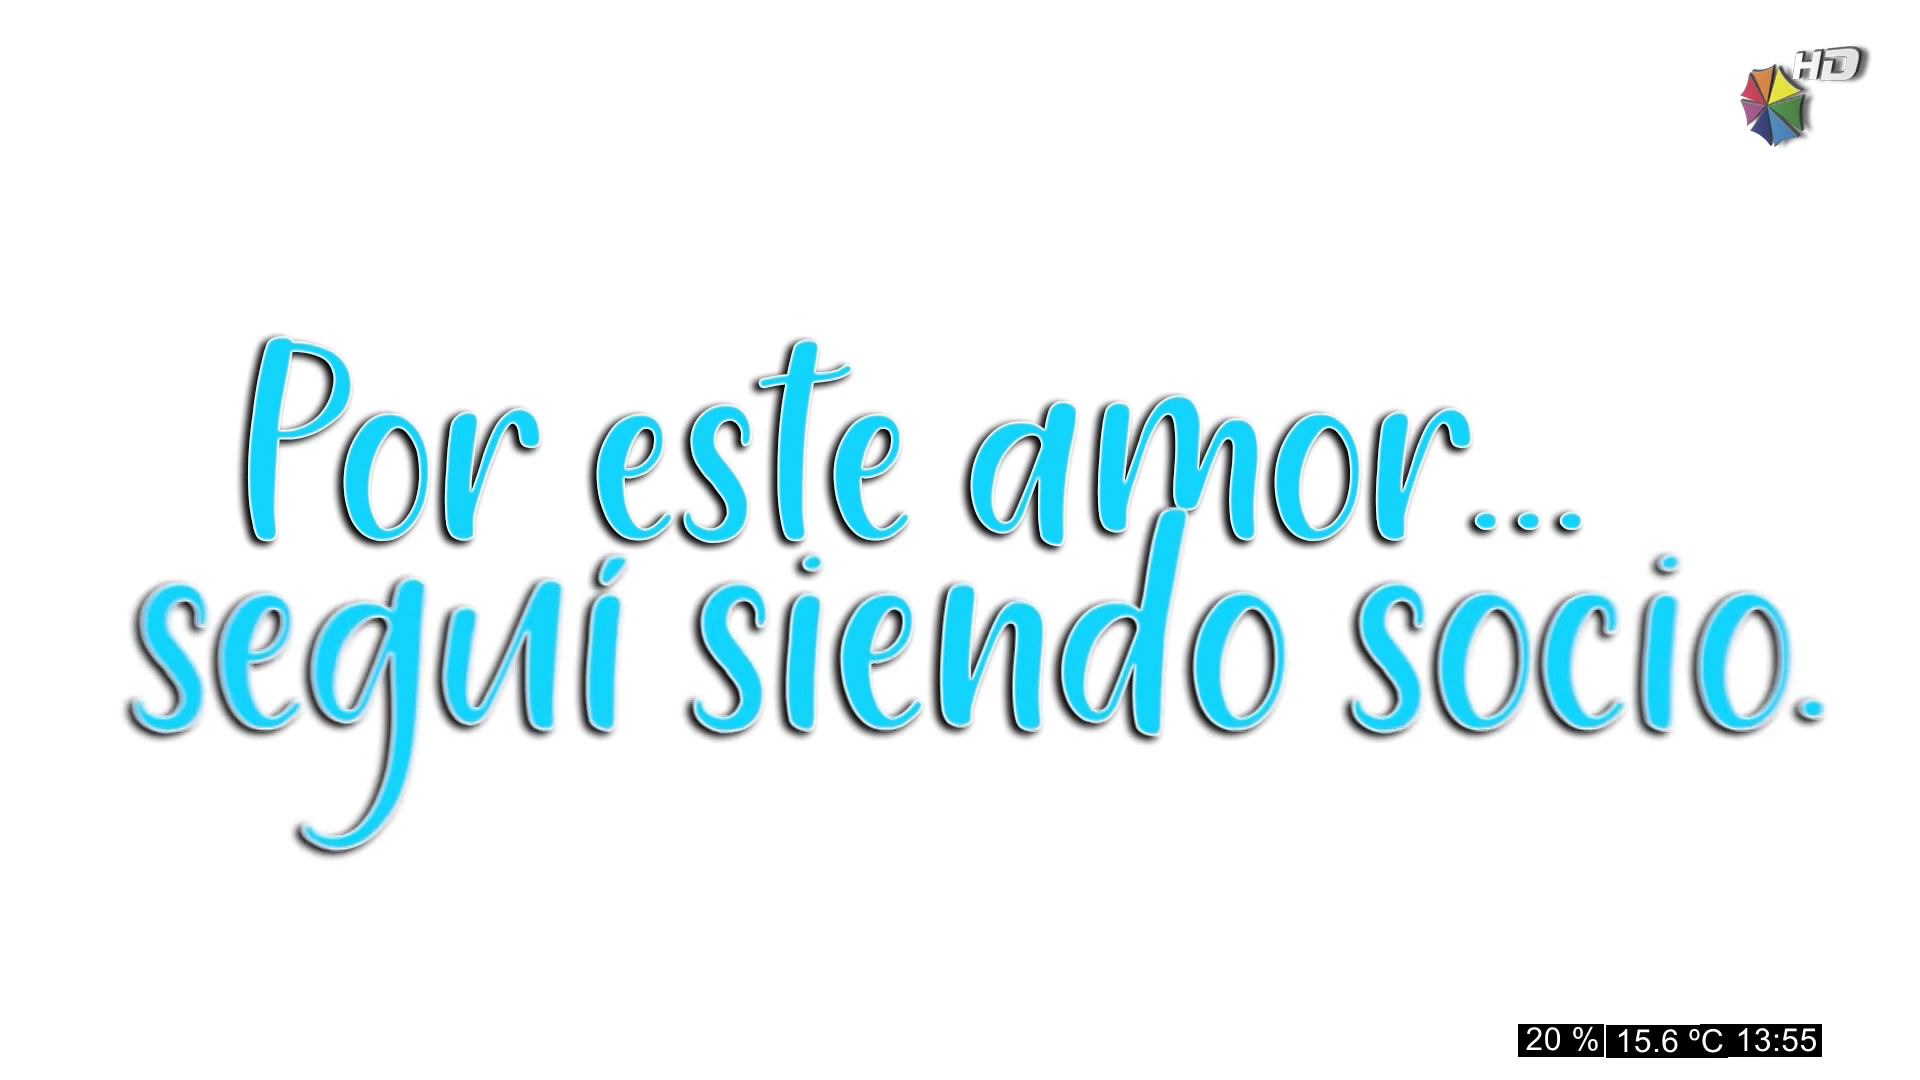 HD
Por este amor...
seguí siendo socio.
20 % 15.6 ºC 13:55